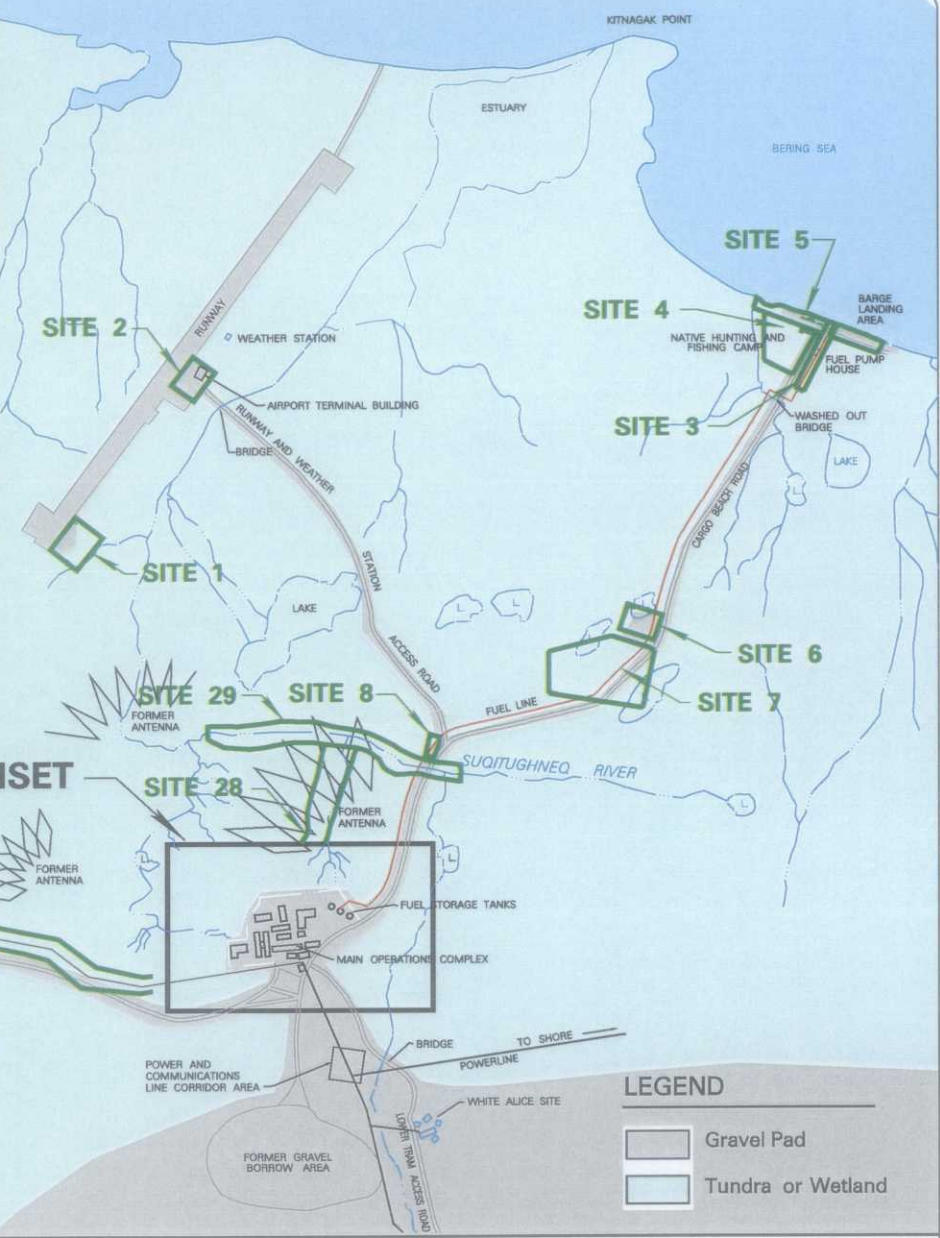 KITNAGAK POINT
ESTUARY
BERING SEA
SITE 5
SITE 4
BARGE
LANDING
AREA
RUNWAY
SITE 2
WEATHER STATION
NATIVE HUNTING AND
FISHING CAMP
FUEL PUMP
HOUSE
AIRPORT TERMINAL BUILDING
SITE 3
WASHED OUT
BRIDGE
RUNWAY AND WEATHER
BRIDGE
LAKE
L
CARGO BEACH ROAD
SITE 1
STATION
LAKE
L
L
L
ACCESS ROAD
SITE 6
SITE 29
SITE 8
SITE 7
FORMER
ANTENNA
FUEL LINE
SUQITUGHNEQ RIVER
NSET
SITE 28
L
FORMER
ANTENNA
L
FORMER
ANTENNA
FUEL STORAGE TANKS
MAIN OPERATIONS COMPLEX
BRIDGE
TO SHORE
POWERLINE
POWER AND
COMMUNICATIONS
LINE CORRIDOR AREA
LEGEND
WHITE ALICE SITE
Gravel Pad
FORMER GRAVEL
BORROW AREA
LOWER TRAM ACCESS ROAD
Tundra or Wetland